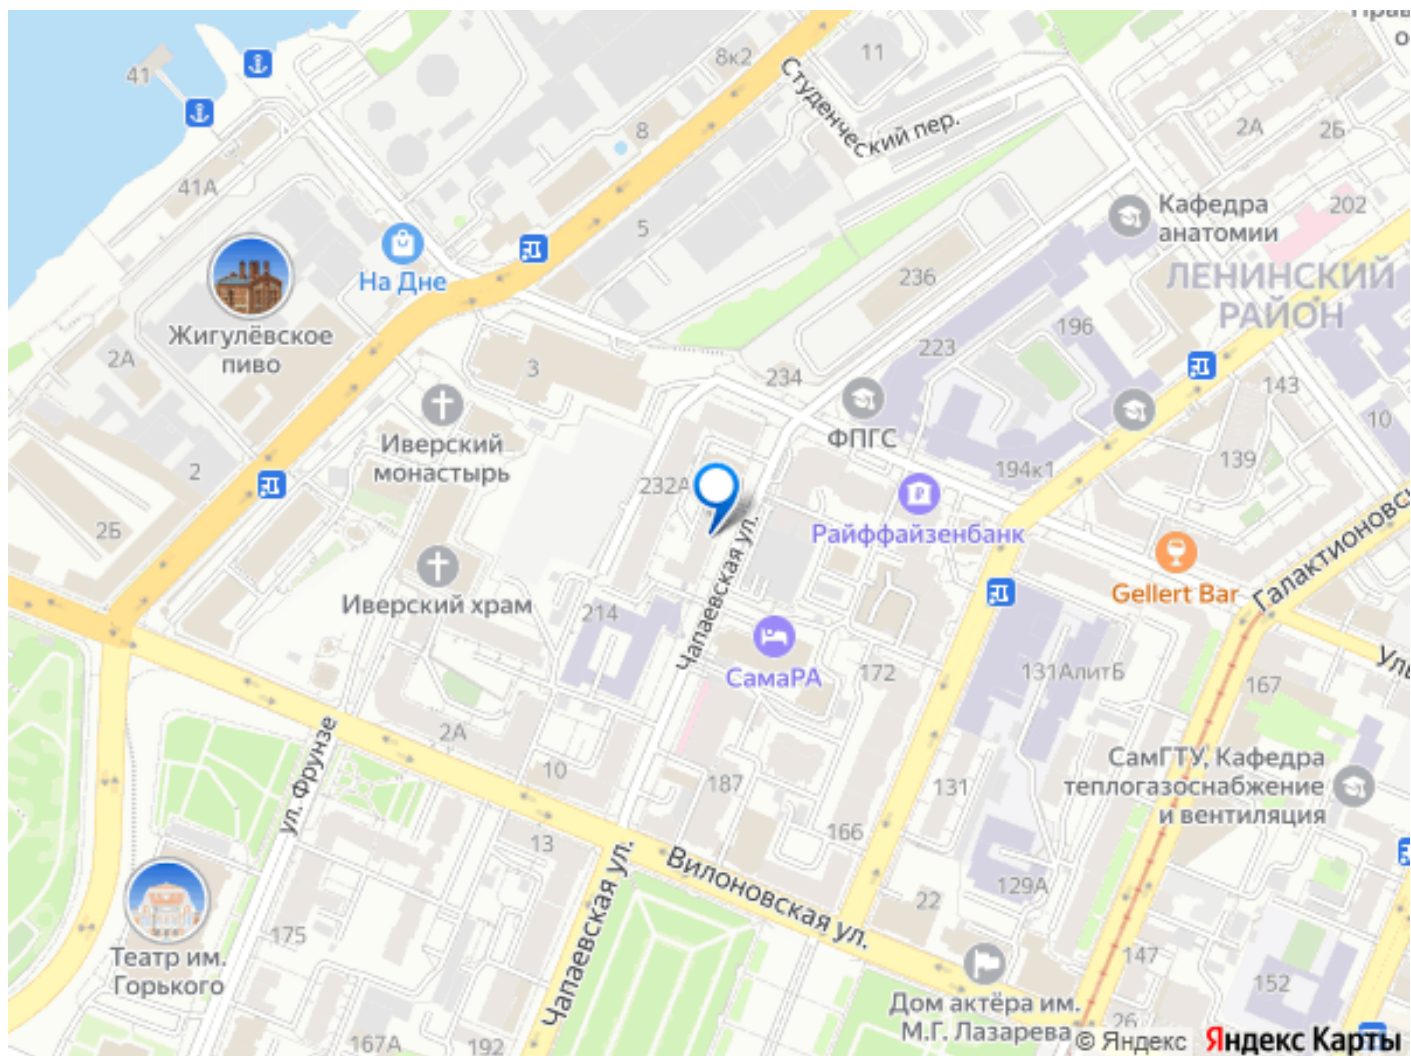 41
8к2
11
Студенческий пер.
2А
2Б
8
41А
5
Кафедра
анатомии
202
На Дне
236
ЛЕНИНСКИЙ
РАЙОН
Жигулёвское
пиво
2А
196
223
3
234
143
ФПГС
10
Иверский
монастырь
139
2
194к1
232А
2Б
Райффайзенбанк
Чапаевская ул.
Gellert Bar
Галактионовс
Иверский храм
214
СамаРА
172
131АлитБ
Ули
167
2А
ул. Фрунзе
10
187
131
СамГТУ, Кафедра
теплогазоснабжение
и вентиляция
166
13
Вилоновская ул.
Чапаевская ул.
129А
22
175
Театр им.
Горького
147
152
Дом актёра им.
М.Г. Лазарева
26
167А
192
© Яндекс
Яндекс Карты